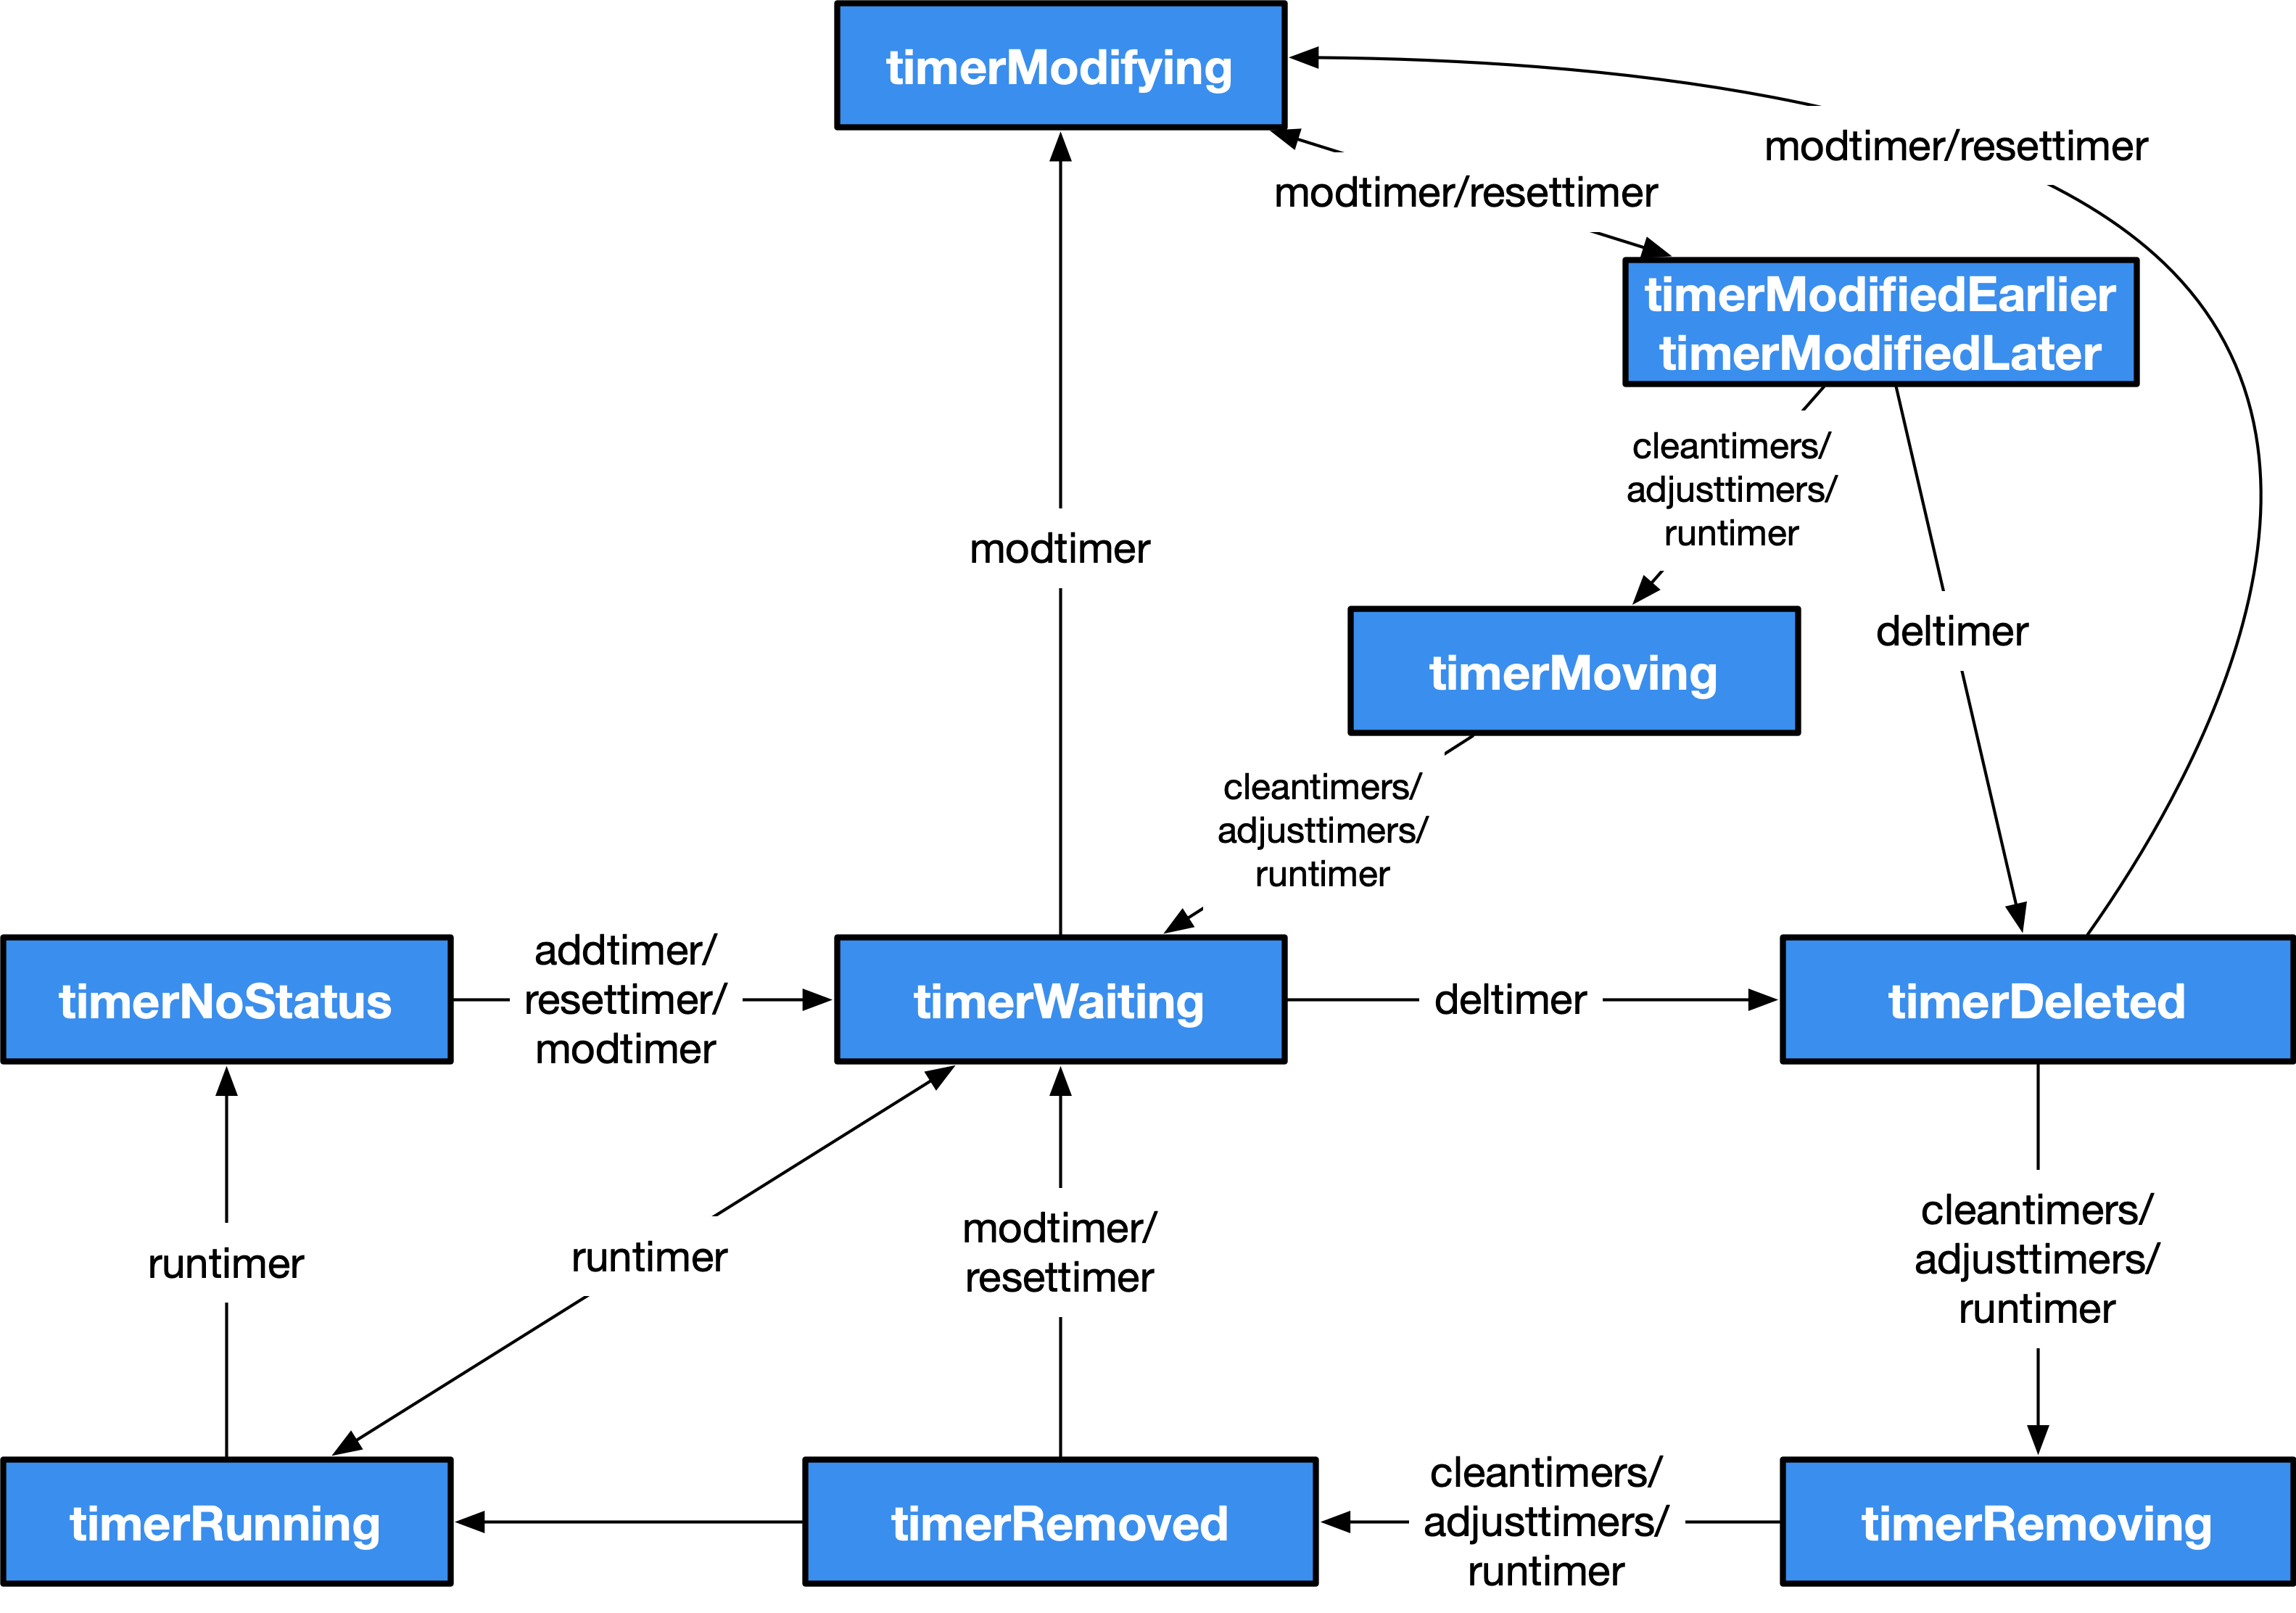 timerModifying
modtimer/resettimer
modtimer/resettimer
timerModifiedEarlier
timerModifiedLater
cleantimers/
adjusttimers/
runtimer
modtimer
deltimer
timerMoving
cleantimers/
adjusttimers/
runtimer
timerNoStatus
addtimer/
resettimer/
modtimer
timerWaiting
deltimer
timerDeleted
runtimer
runtimer
modtimer/
resettimer
cleantimers/
adjusttimers/
runtimer
timerRunning
timerRemoved
cleantimers/
adjusttimers/
runtimer
timerRemoving